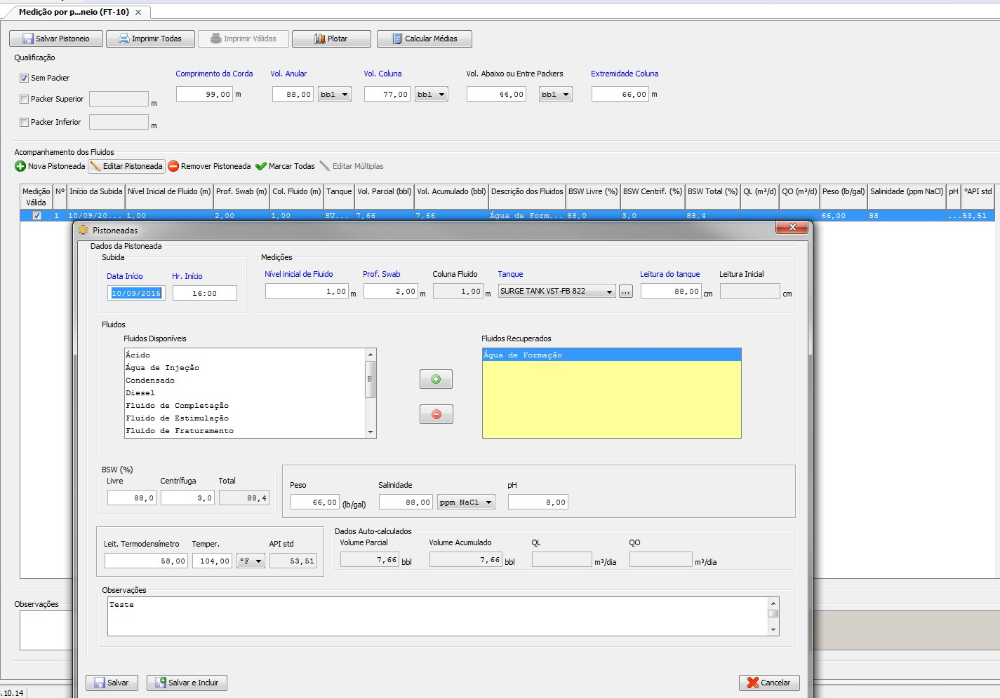 Medição por p...neio (FT-10)
Salvar Pistoneio Imprimir Todas Imprimir Válidas Plotar Calcular Médias
Qualificação
Sem Packer
Packer Superior m
Packer Inferior m
Comprimento da Corda Vol. Anular Vol. Coluna Vol. Abaixo ou Entre Packers Extremidade Coluna
99,00 m 88,00 bbl 77,00 bbl 44,00 bbl 66,00 m
Acompanhamento dos Fluidos
Nova Pistoneada Editar Pistoneada Remover Pistoneada Marcar Todas Editar Múltiplas
Medição Válida Nº Início da Subida Nível Inicial de Fluido (m) Prof. Swab (m) Col. Fluido (m) Tanque Vol. Parcial (bbl) Vol. Acumulado (bbl) Descrição dos Fluidos BSW Livre (%) BSW Centrif. (%) BSW Total (%) QL (m³/d) QO (m³/d) Peso (lb/gal) Salinidade (ppm NaCl) pH ºAPI std
1 10/09/20... 1,00 2,00 1,00 SU... 7,66 7,66 Água de Form... 88,0 3,0 88,4 66,00 88 ... 53,51
Pistoneadas
Dados da Pistoneada
Subida
Data Início Hr. Início
10/09/2015 16:00
Medições
Nível inicial de Fluido Prof. Swab Coluna Fluido Tanque Leitura do tanque Leitura Inicial
1,00 m 2,00 m 1,00 m SURGE TANK VST-FB 822 ... 88,00 cm cm
Fluidos
Fluidos Disponíveis
Ácido
Água de Injeção
Condensado
Diesel
Fluido de Completação
Fluido de Estimulação
Fluido de Fraturamento
Fluidos Recuperados
Água de Formação
BSW (%)
Livre Centrífuga Total
88,0 3,0 88,4
Peso Salinidade pH
66,00 (lb/gal) 88,00 ppm NaCl 8,00
Leit. Termodensímetro Temper. API std
58,00 104,00 ºF 53,51
Dados Auto-calculados
Volume Parcial Volume Acumulado QL QO
7,66 bbl 7,66 bbl m³/dia m³/dia
Observações
Teste
Observações
Salvar Salvar e Incluir Cancelar
.10.14